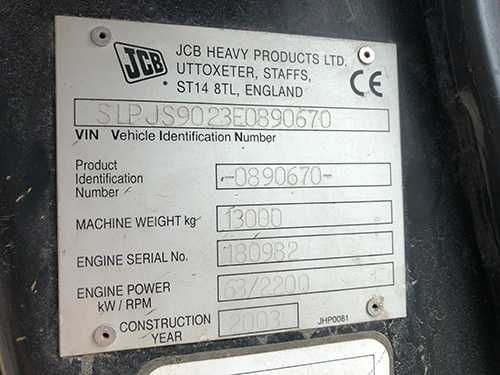 JCB
JCB HEAVY PRODUCTS LTD.
UTTOXETER, STAFFS,
ST14 8TL, ENGLAND
CE
SLPJS9023E0890670
VIN Vehicle Identification Number
Product
Identification
Number
-0890670-
MACHINE WEIGHT kg
13000
ENGINE SERIAL No.
180982
ENGINE POWER
kW / RPM
63/2200
CONSTRUCTION
YEAR
2003
JHP0081